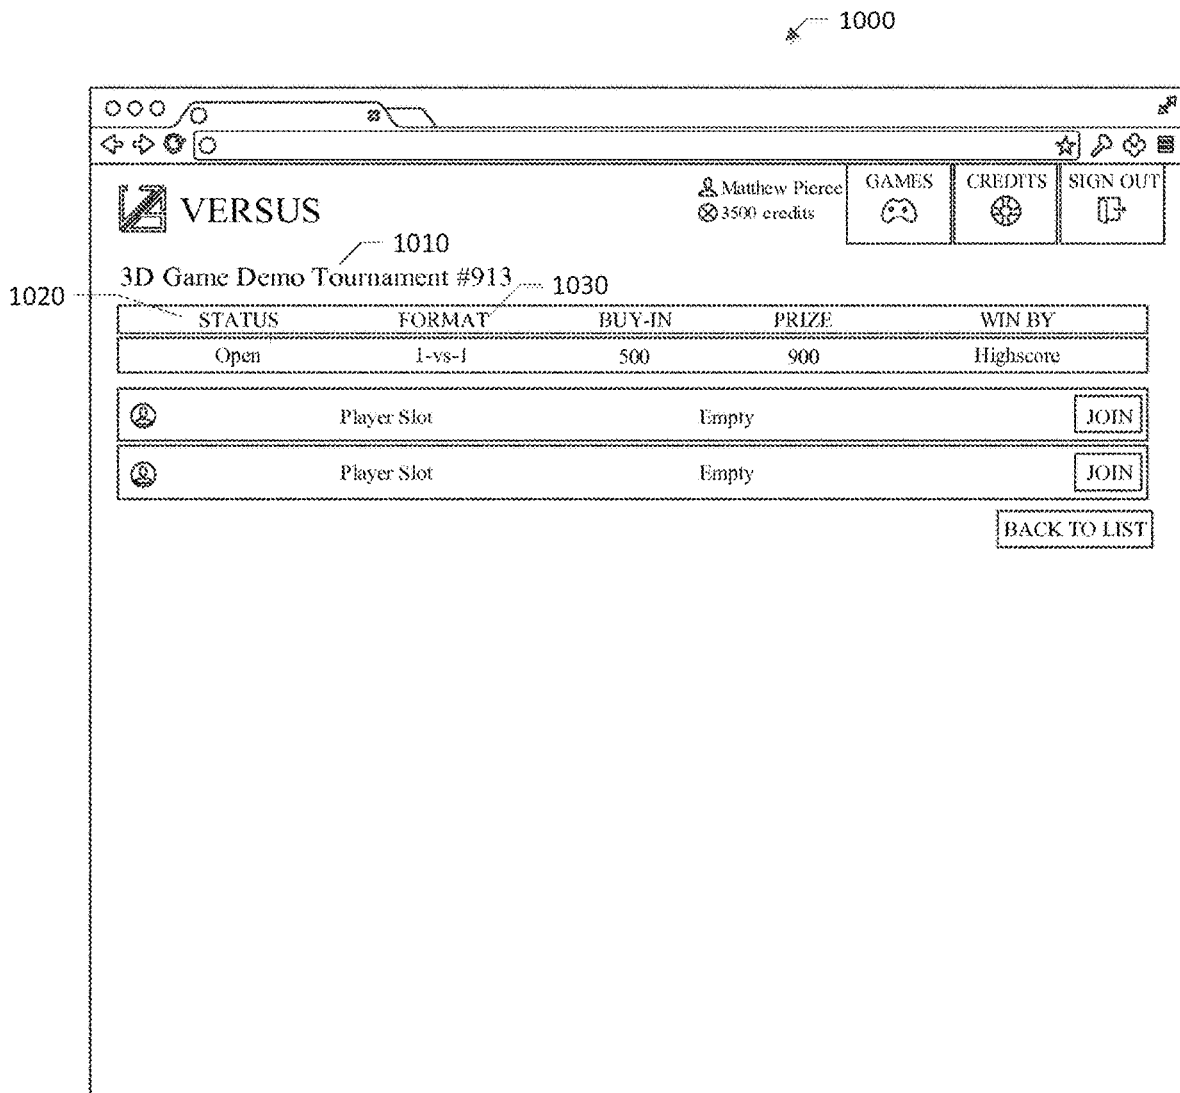 1000
Matthew Pierce GAMES CREDITS SIGN OUT
VERSUS 3500 credits
1010
3D Game Demo Tournament #913
1020 1030
STATUS FORMAT BUY-IN PRIZE WIN BY
Open 1-vs-1 500 900 Highscore
Player Slot Empty JOIN
Player Slot Empty JOIN
BACK TO LIST